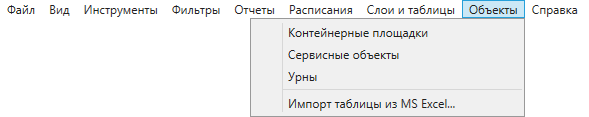 Файл Вид Инструменты Фильтры Отчеты Расписания Слои и таблицы Объекты Справка
Контейнерные площадки
Сервисные объекты
Урны
Импорт таблицы из MS Excel...